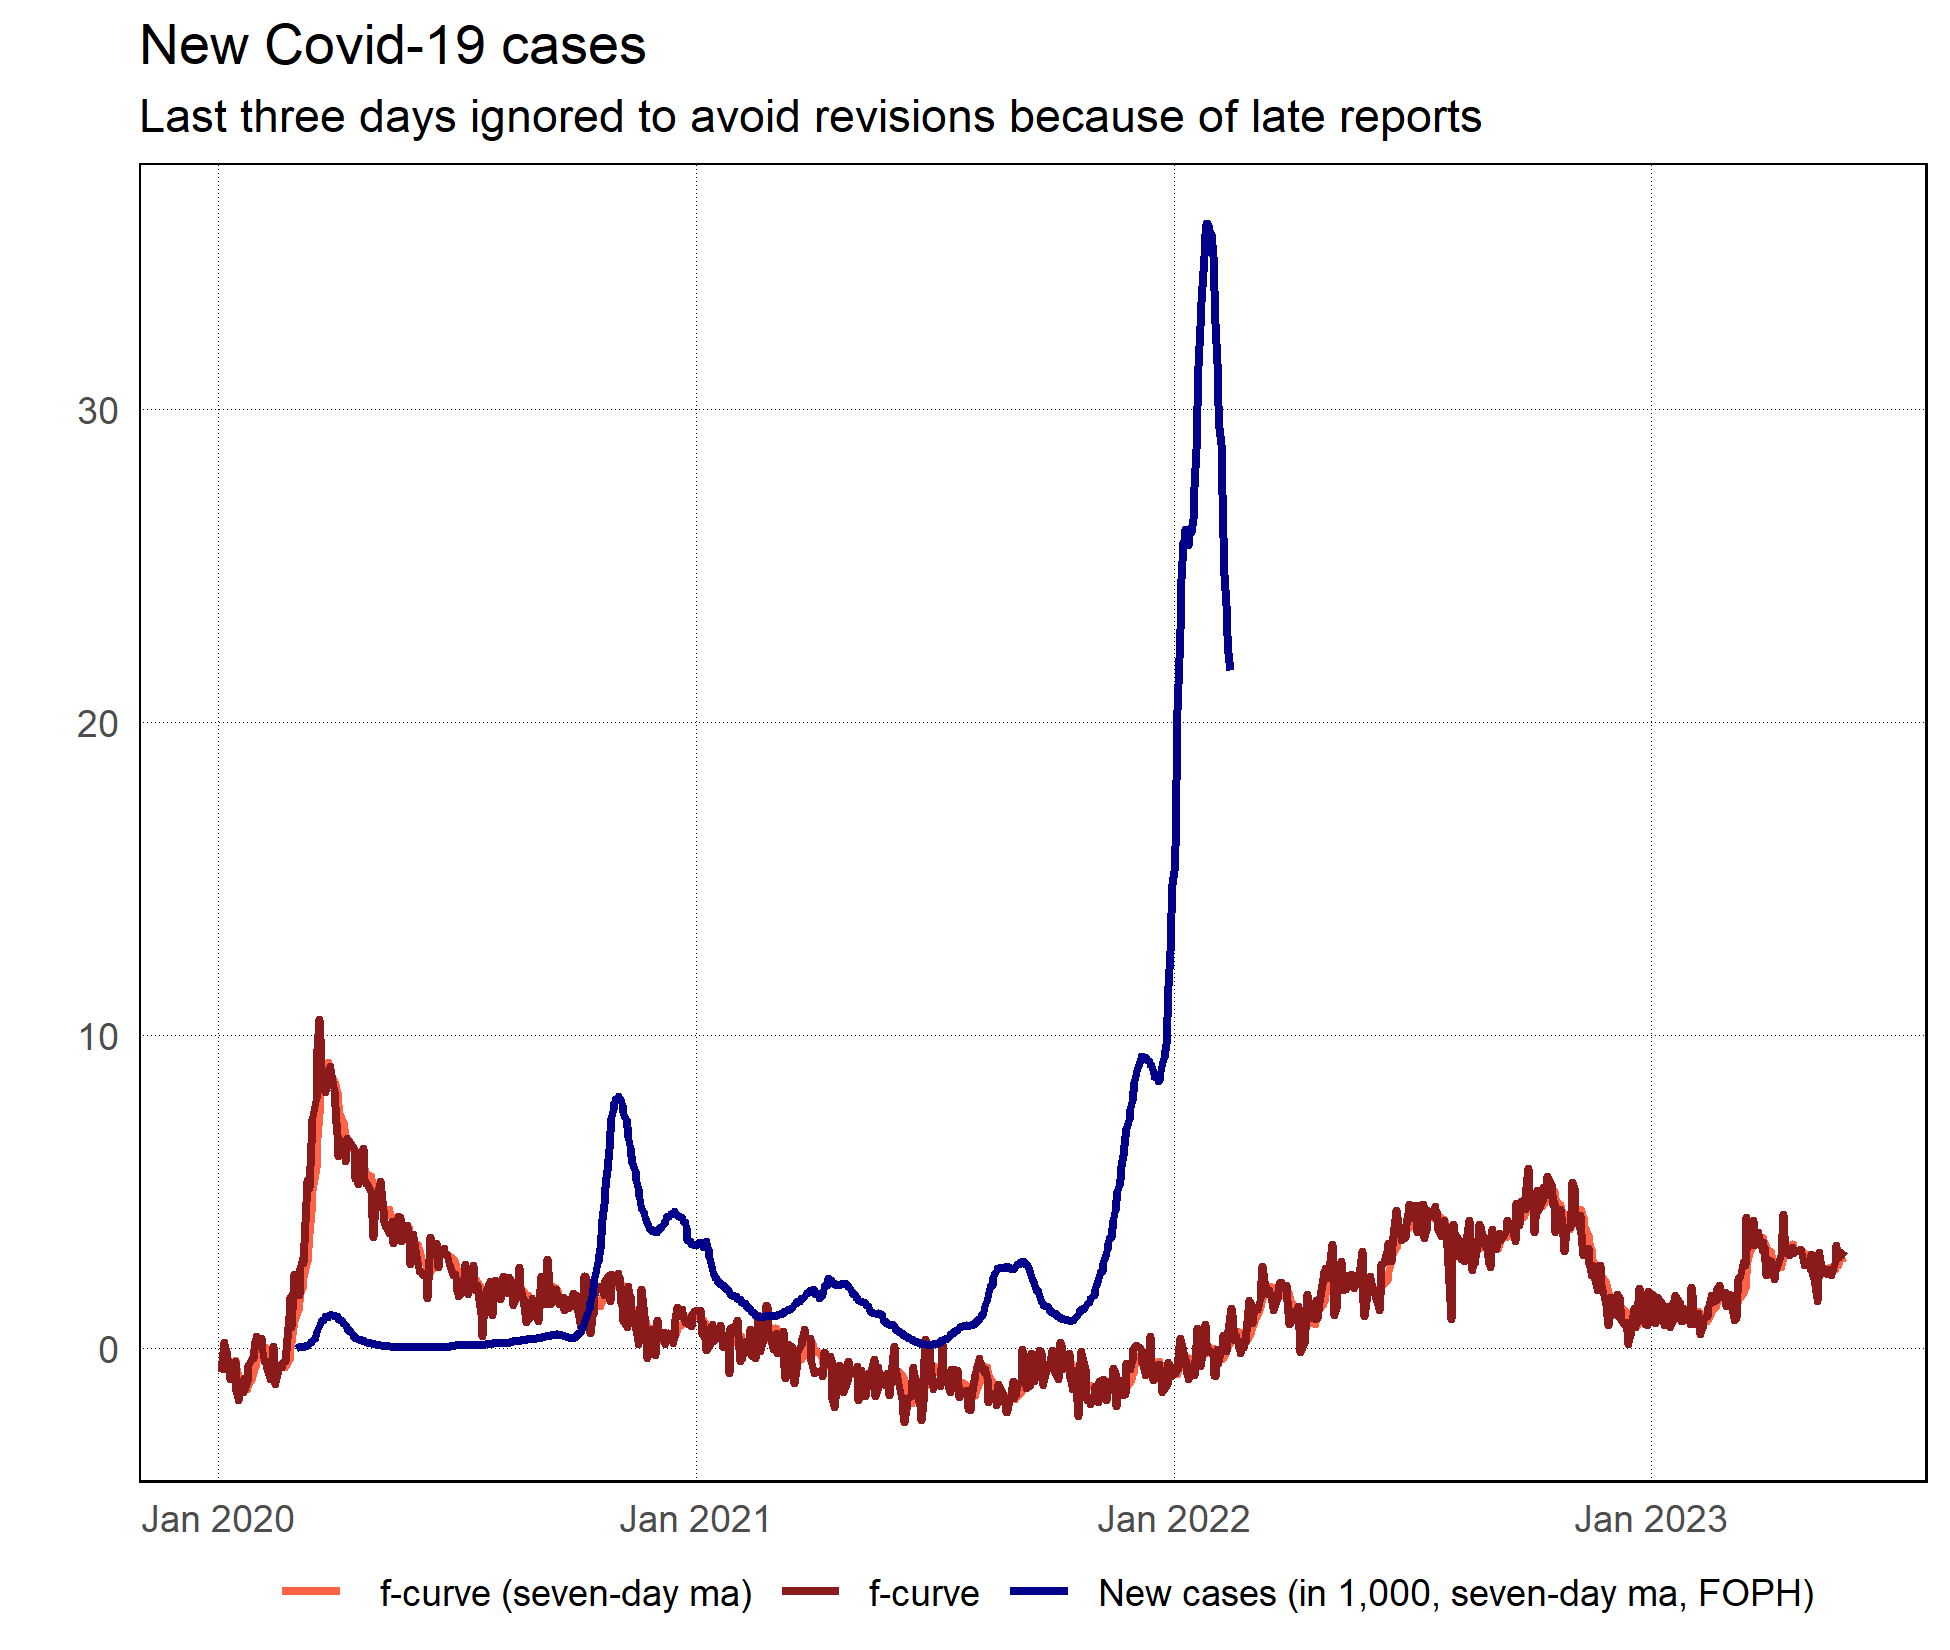 New Covid-19 cases
Last three days ignored to avoid revisions because of late reports
30
20
10
0
Jan 2020 Jan 2021 Jan 2022 Jan 2023
f-curve (seven-day ma) f-curve New cases (in 1,000, seven-day ma, FOPH)